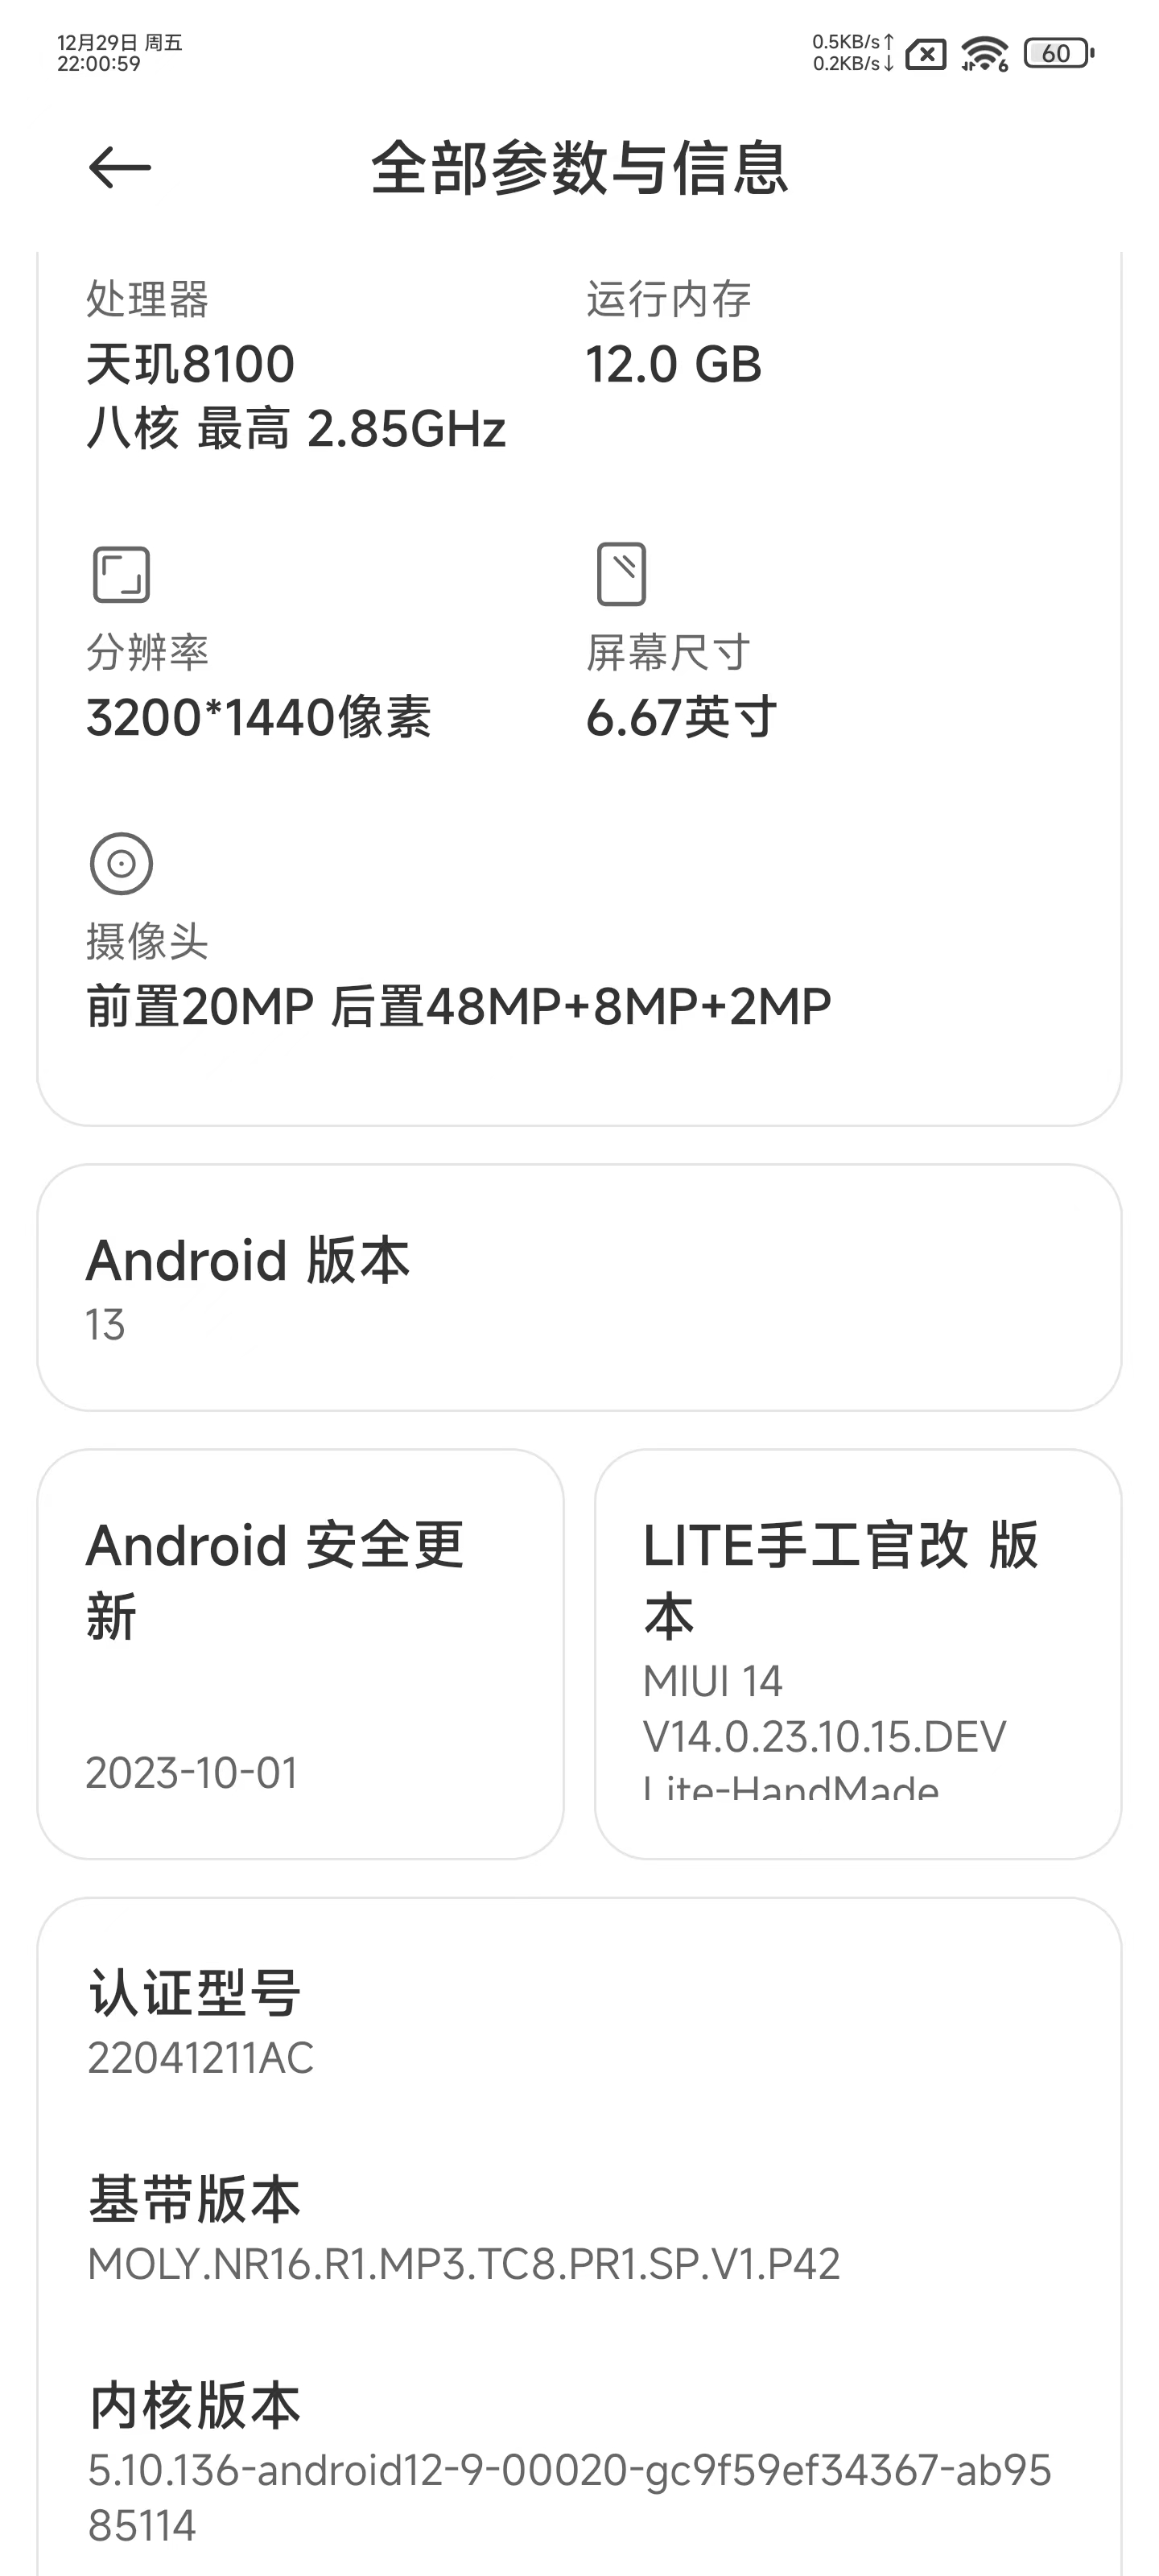 12月29日 周五
22:00:59
0.5KB/s↑
0.2KB/s↓
6
60
全部参数与信息
处理器
天玑8100
八核 最高 2.85GHz
运行内存
12.0 GB
分辨率
3200*1440像素
屏幕尺寸
6.67英寸
摄像头
前置20MP 后置48MP+8MP+2MP
Android 版本
13
Android 安全更
新
2023-10-01
LITE手工官改 版
本
MIUI 14
V14.0.23.10.15.DEV
Lite-HandMade
认证型号
22041211AC
基带版本
MOLY.NR16.R1.MP3.TC8.PR1.SP.V1.P42
内核版本
5.10.136-android12-9-00020-gc9f59ef34367-ab95
85114